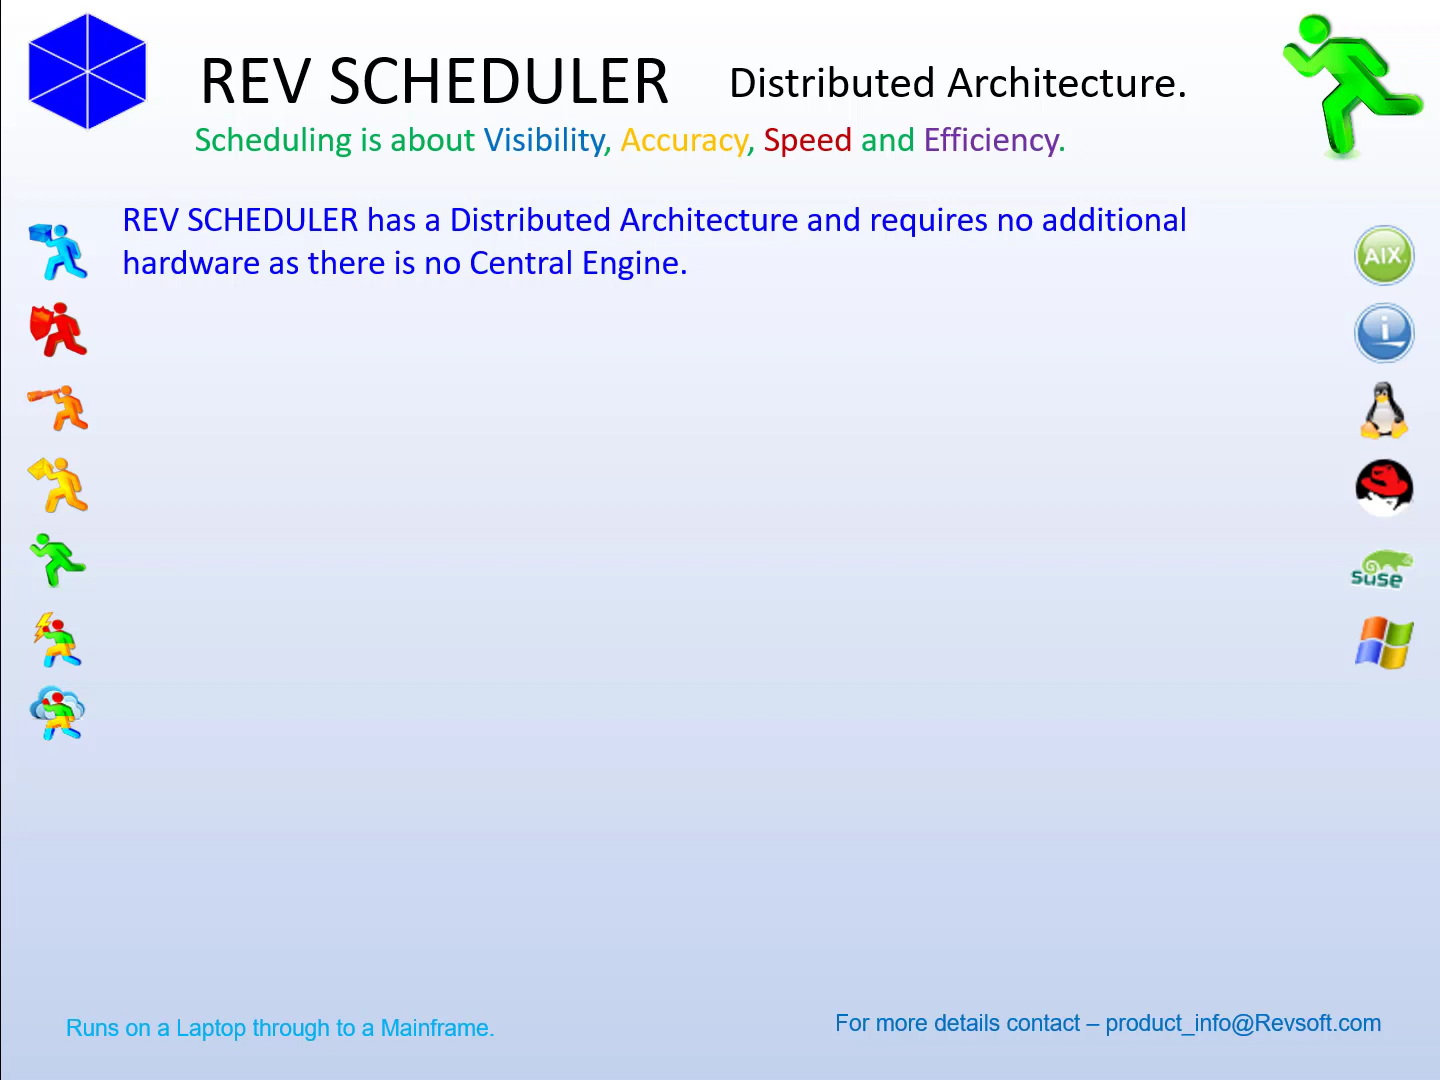 REV SCHEDULER Distributed Architecture.
Scheduling is about Visibility, Accuracy, Speed and Efficiency.
REV SCHEDULER has a Distributed Architecture and requires no additional
hardware as there is no Central Engine.
AIX
i
SUSE
Runs on a Laptop through to a Mainframe.
For more details contact – product_info@Revsoft.com